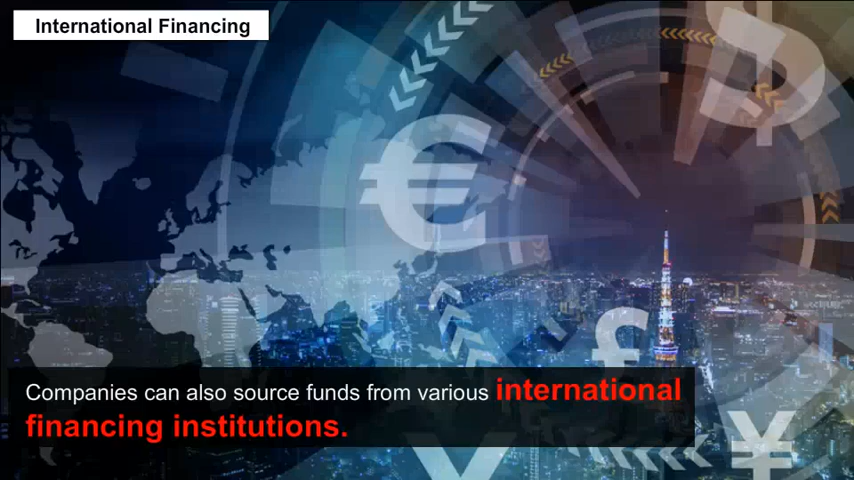 International Financing
Companies can also source funds from various international
financing institutions.